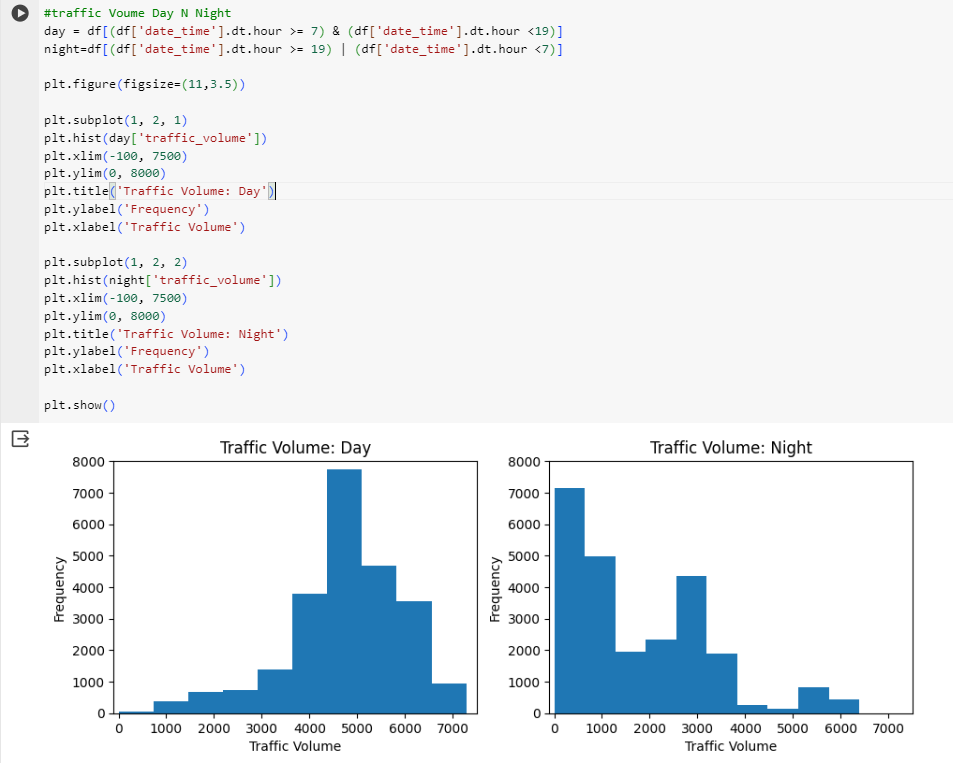 #traffic Voume Day N Night
day = df[(df['date_time'].dt.hour >= 7) & (df['date_time'].dt.hour <19)]
night=df[(df['date_time'].dt.hour >= 19) | (df['date_time'].dt.hour <7)]
plt.figure(figsize=(11,3.5))
plt.subplot(1, 2, 1)
plt.hist(day['traffic_volume'])
plt.xlim(-100, 7500)
plt.ylim(0, 8000)
plt.title('Traffic Volume: Day')
plt.ylabel('Frequency')
plt.xlabel('Traffic Volume')
plt.subplot(1, 2, 2)
plt.hist(night['traffic_volume'])
plt.xlim(-100, 7500)
plt.ylim(0, 8000)
plt.title('Traffic Volume: Night')
plt.ylabel('Frequency')
plt.xlabel('Traffic Volume')
plt.show()
Traffic Volume: Day
8000
7000
6000
5000
4000
3000
2000
1000
0
Frequency
0 1000 2000 3000 4000 5000 6000 7000
Traffic Volume
Traffic Volume: Night
8000
7000
6000
5000
4000
3000
2000
1000
0
Frequency
0 1000 2000 3000 4000 5000 6000 7000
Traffic Volume